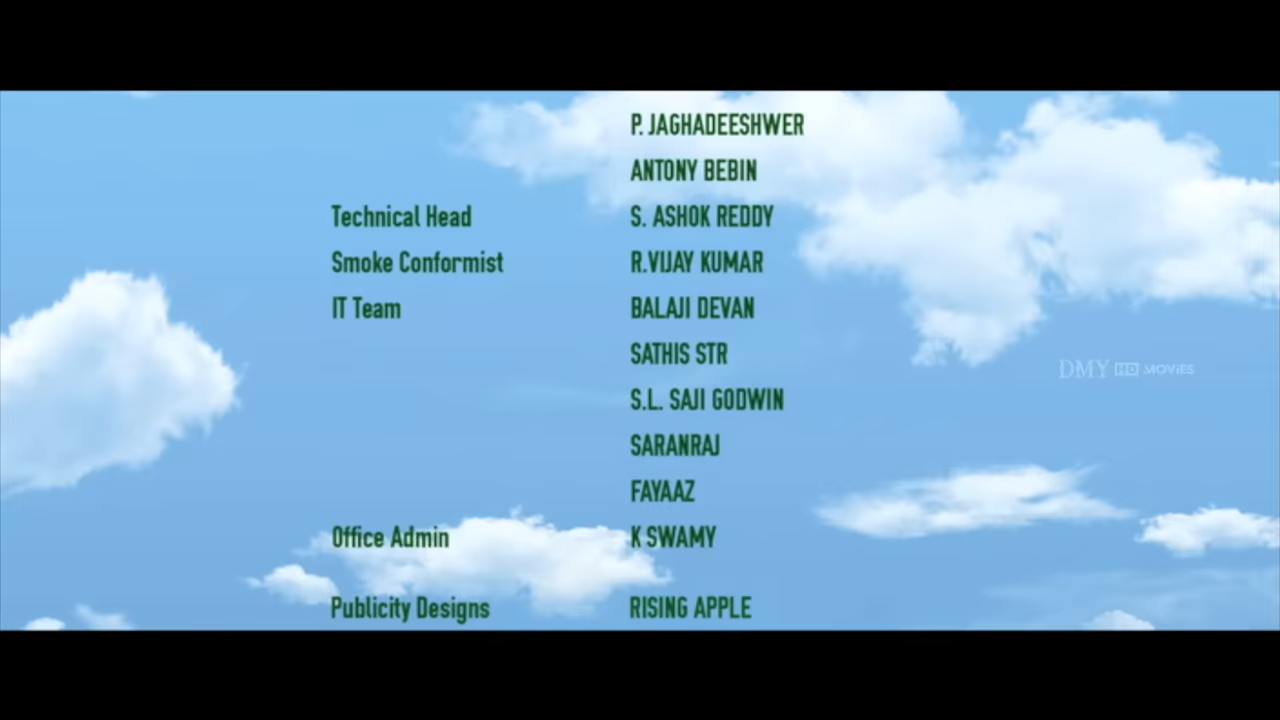 P. JAGHADEESHWER
ANTONY BEBIN
Technical Head S. ASHOK REDDY
Smoke Conformist R.VIJAY KUMAR
IT Team BALAJI DEVAN
SATHIS STR
S.L. SAJI GODWIN
SARANRAJ
DMY HD MOViES
FAYAAZ
Office Admin K SWAMY
Publicity Designs RISING APPLE